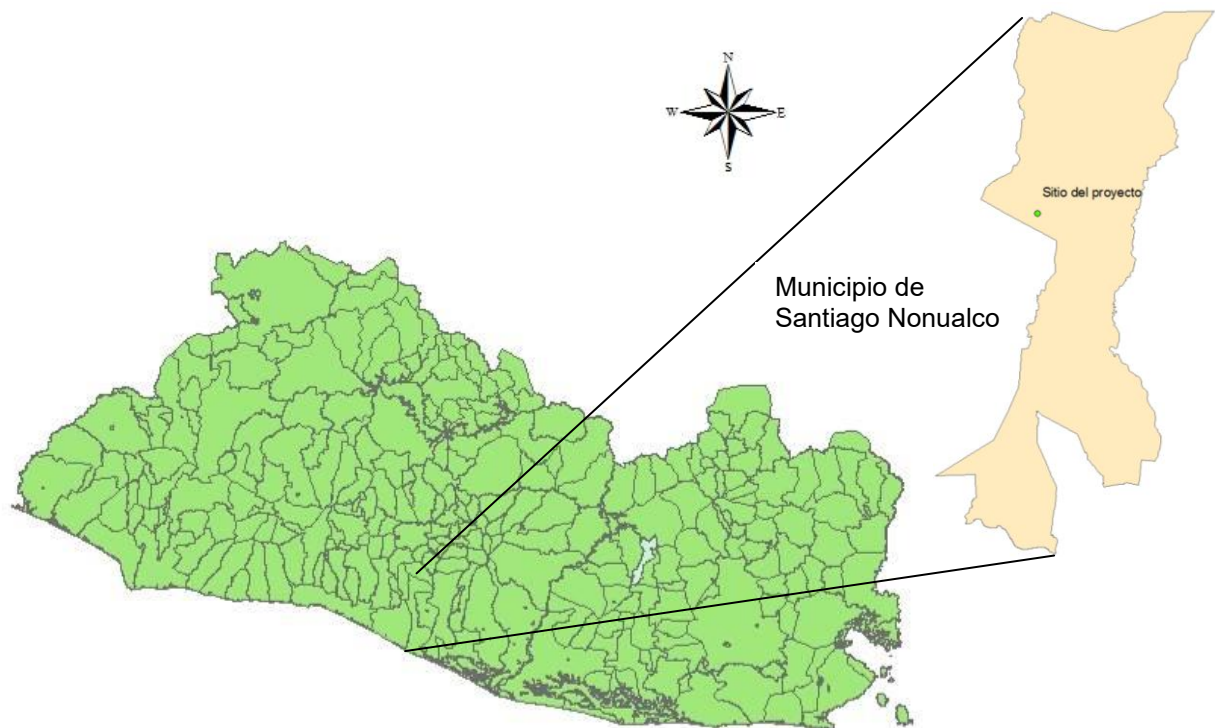 N
W E
S
Sitio del proyecto
Municipio de
Santiago Nonualco